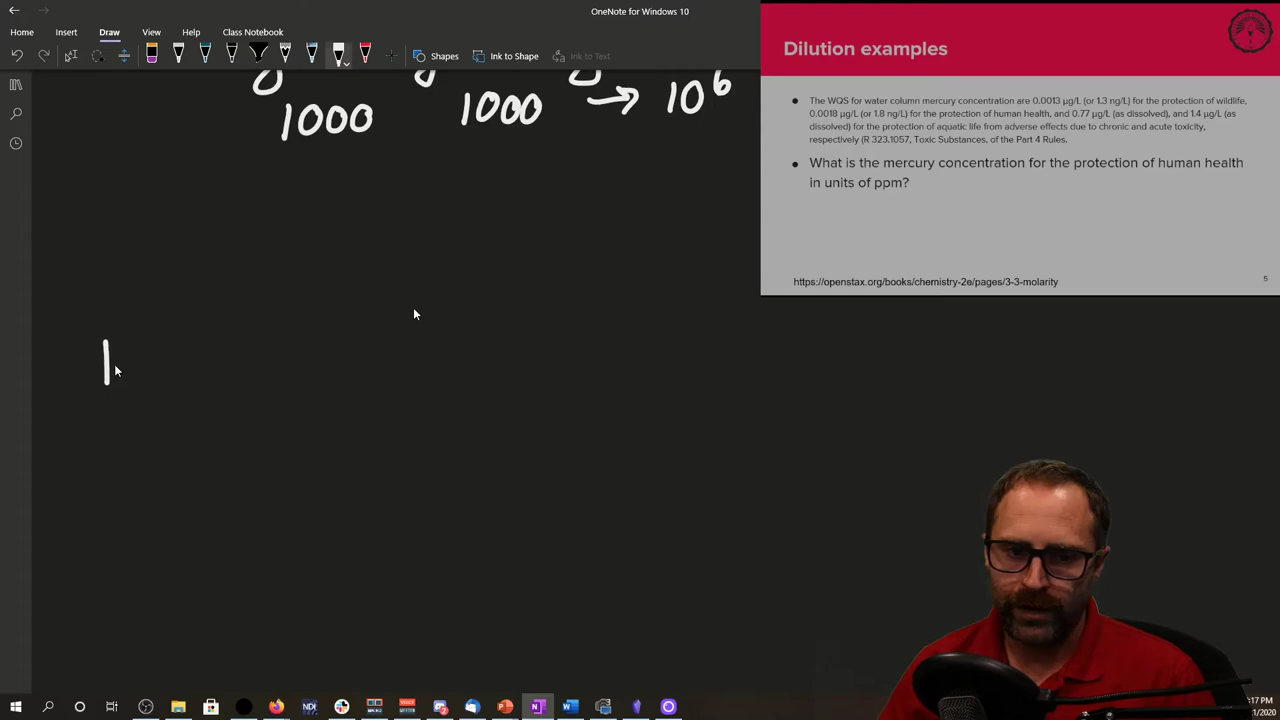 OneNote for Windows 10
Home Insert Draw View Help Class Notebook
Shapes Ink to Shape Ink to Text
1000 1000 → 10⁶
Dilution examples
• The WQS for water column mercury concentration are 0.0013 µg/L (or 1.3 ng/L) for the protection of wildlife,
0.0018 µg/L (or 1.8 ng/L) for the protection of human health, and 0.77 µg/L (as dissolved), and 1.4 µg/L (as
dissolved) for the protection of aquatic life from adverse effects due to chronic and acute toxicity,
respectively (R 323.1057, Toxic Substances, of the Part 4 Rules.
• What is the mercury concentration for the protection of human health
in units of ppm?
https://openstax.org/books/chemistry-2e/pages/3-3-molarity
5
1
:17 PM
1/2020